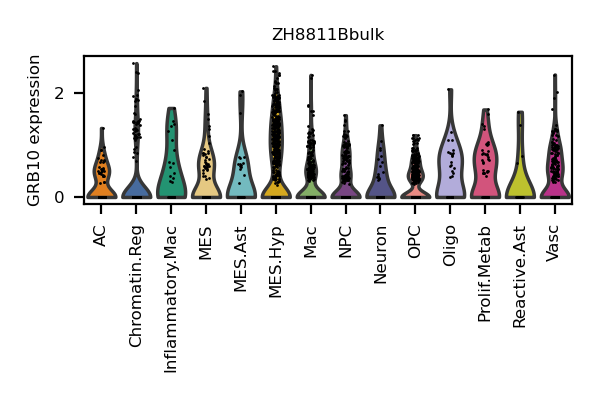 ZH8811Bbulk
GRB10 expression
2
0
AC
Chromatin.Reg
Inflammatory.Mac
MES
MES.Ast
MES.Hyp
Mac
NPC
Neuron
OPC
Oligo
Prolif.Metab
Reactive.Ast
Vasc